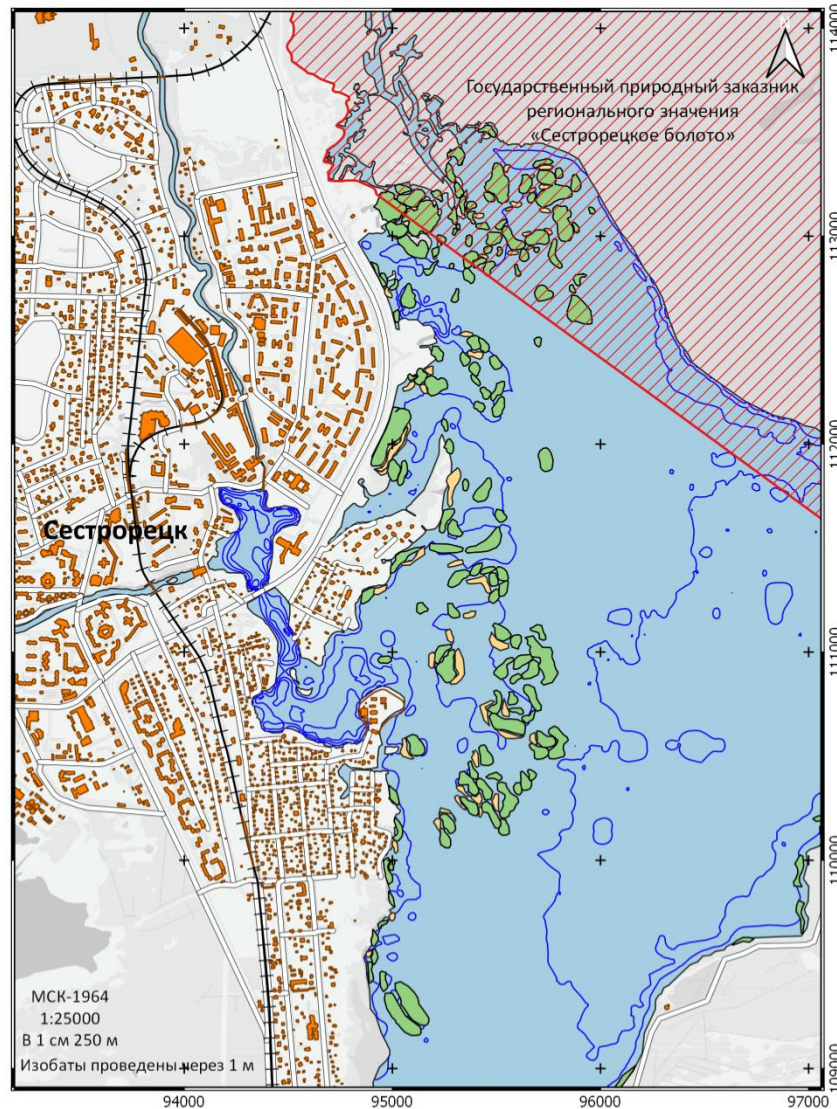 114000
N
Государственный природный заказник
регионального значения
«Сестрорецкое болото»
113000
112000
Сестрорецк
111000
110000
МСК-1964
1:25000
В 1 см 250 м
Изобаты проведены через 1 м
109000
94000
95000
96000
97000